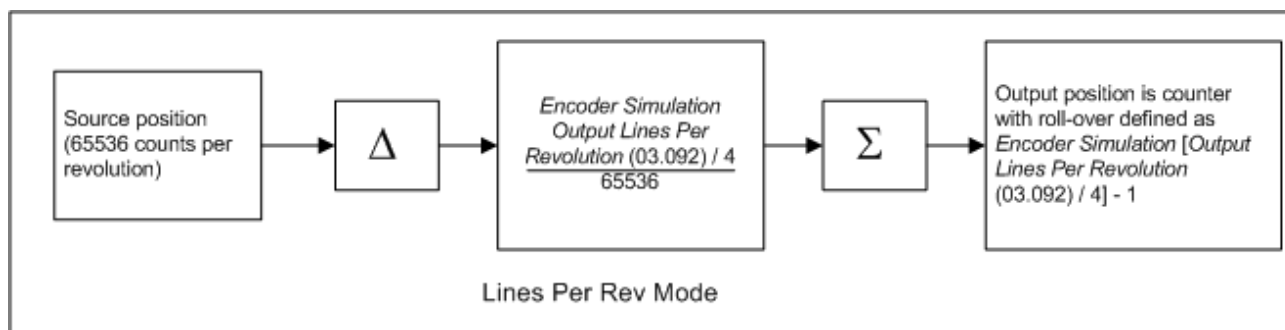 Source position
(65536 counts per
revolution)
Δ
Encoder Simulation
Output Lines Per
Revolution (03.092) / 4
65536
Σ
Output position is counter
with roll-over defined as
Encoder Simulation [Output
Lines Per Revolution
(03.092) / 4] - 1
Lines Per Rev Mode